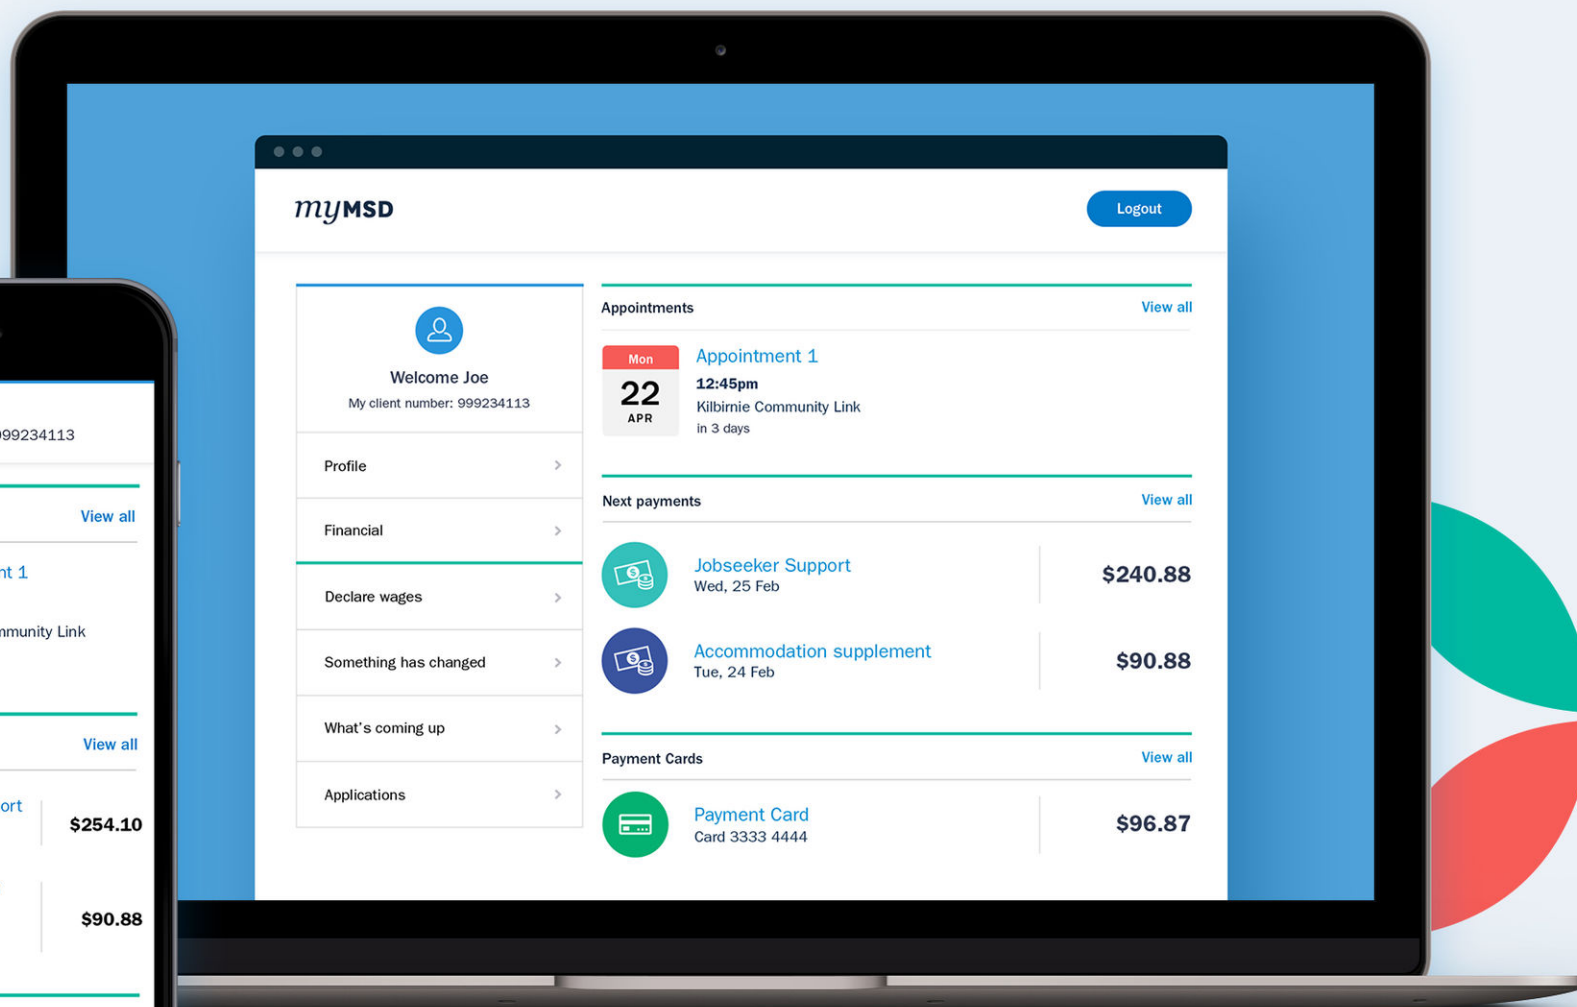 myMSD
Logout
Welcome Joe
My client number: 999234113
Profile
Financial
Declare wages
Something has changed
What's coming up
Applications
Appointments
View all
Mon
22
APR
Appointment 1
12:45pm
Kilbirnie Community Link
in 3 days
Next payments
View all
Jobseeker Support
Wed, 25 Feb
$240.88
Accommodation supplement
Tue, 24 Feb
$90.88
Payment Cards
View all
Payment Card
Card 3333 4444
$96.87
99234113
View all
nt 1
mmunity Link
View all
ort
$254.10
$90.88